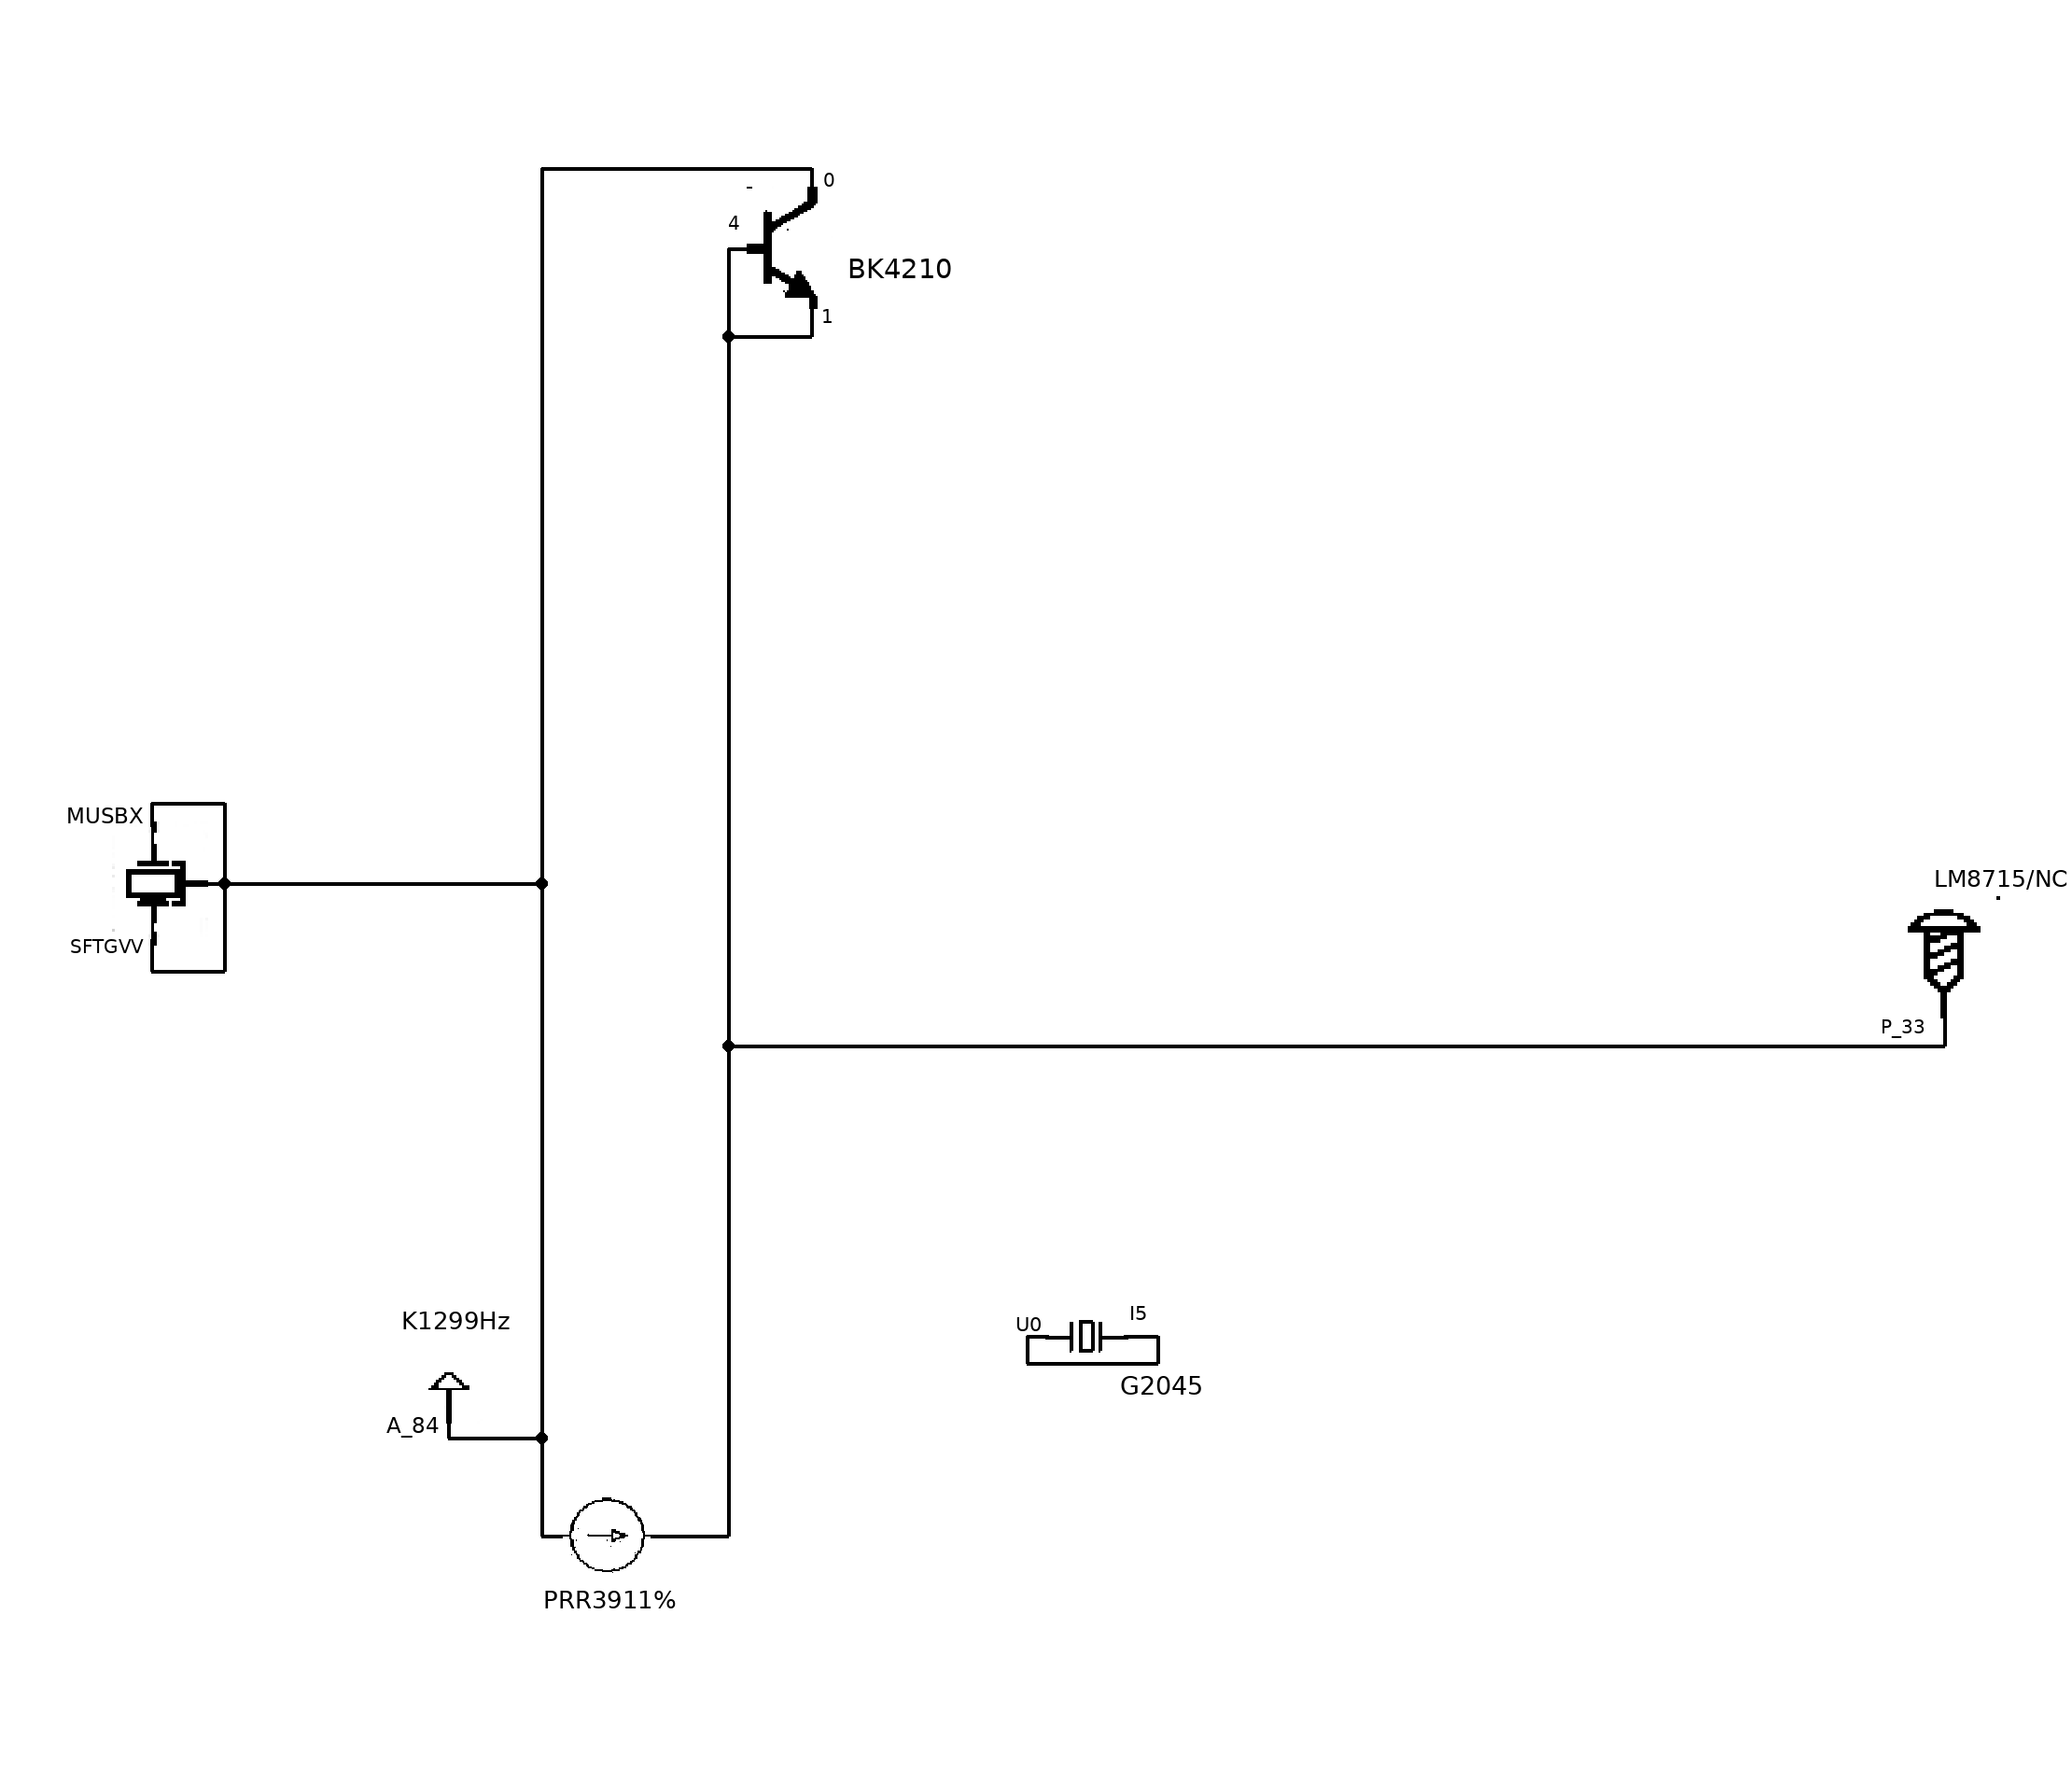 0
-
4
BK4210
1
MUSBX
LM8715/NC
SFTGVV
P_33
K1299Hz
I5
U0
G2045
A_84
PRR3911%